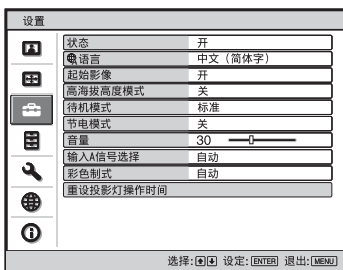 设置
状态 开
语言 中文（简体字）
起始影像 开
高海拔高度模式 关
待机模式 标准
节电模式 关
音量 30
输入A信号选择 自动
彩色制式 自动
重设投影灯操作时间
选择: 设定:ENTER 退出:MENU